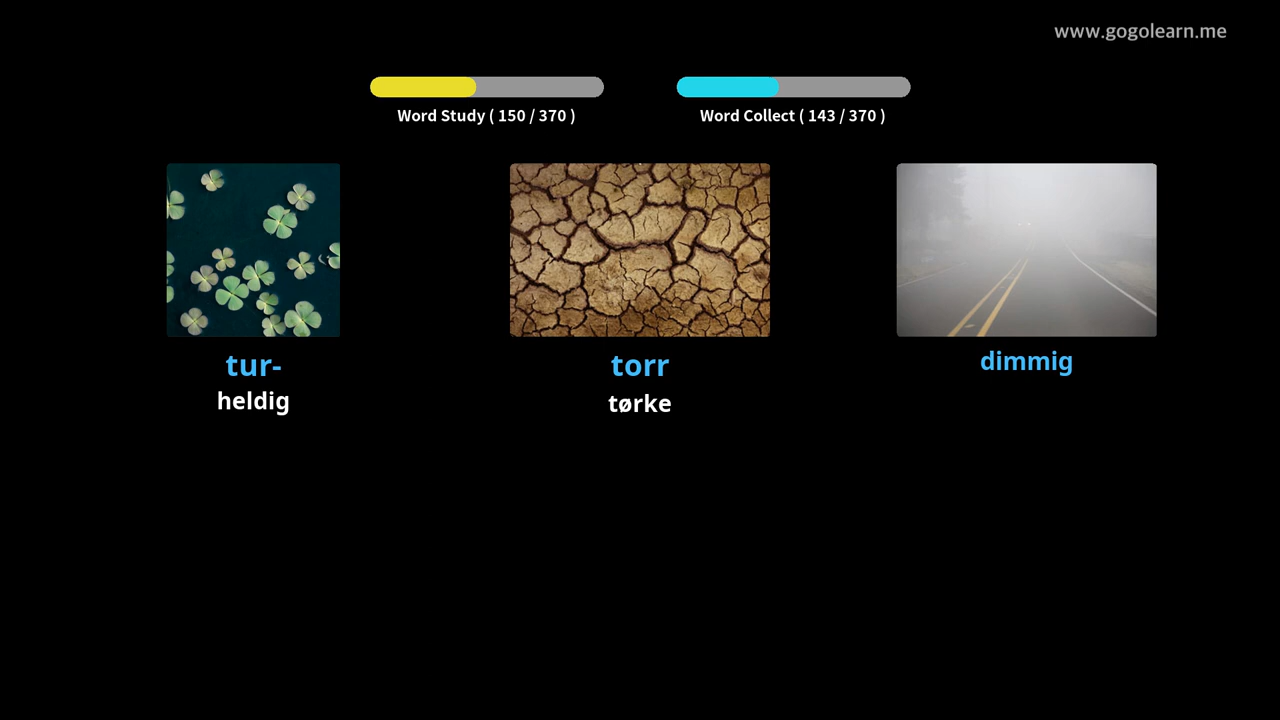 www.gogolearn.me
Word Study ( 150 / 370 )
Word Collect ( 143 / 370 )
tur-
heldig
torr
tørke
dimmig